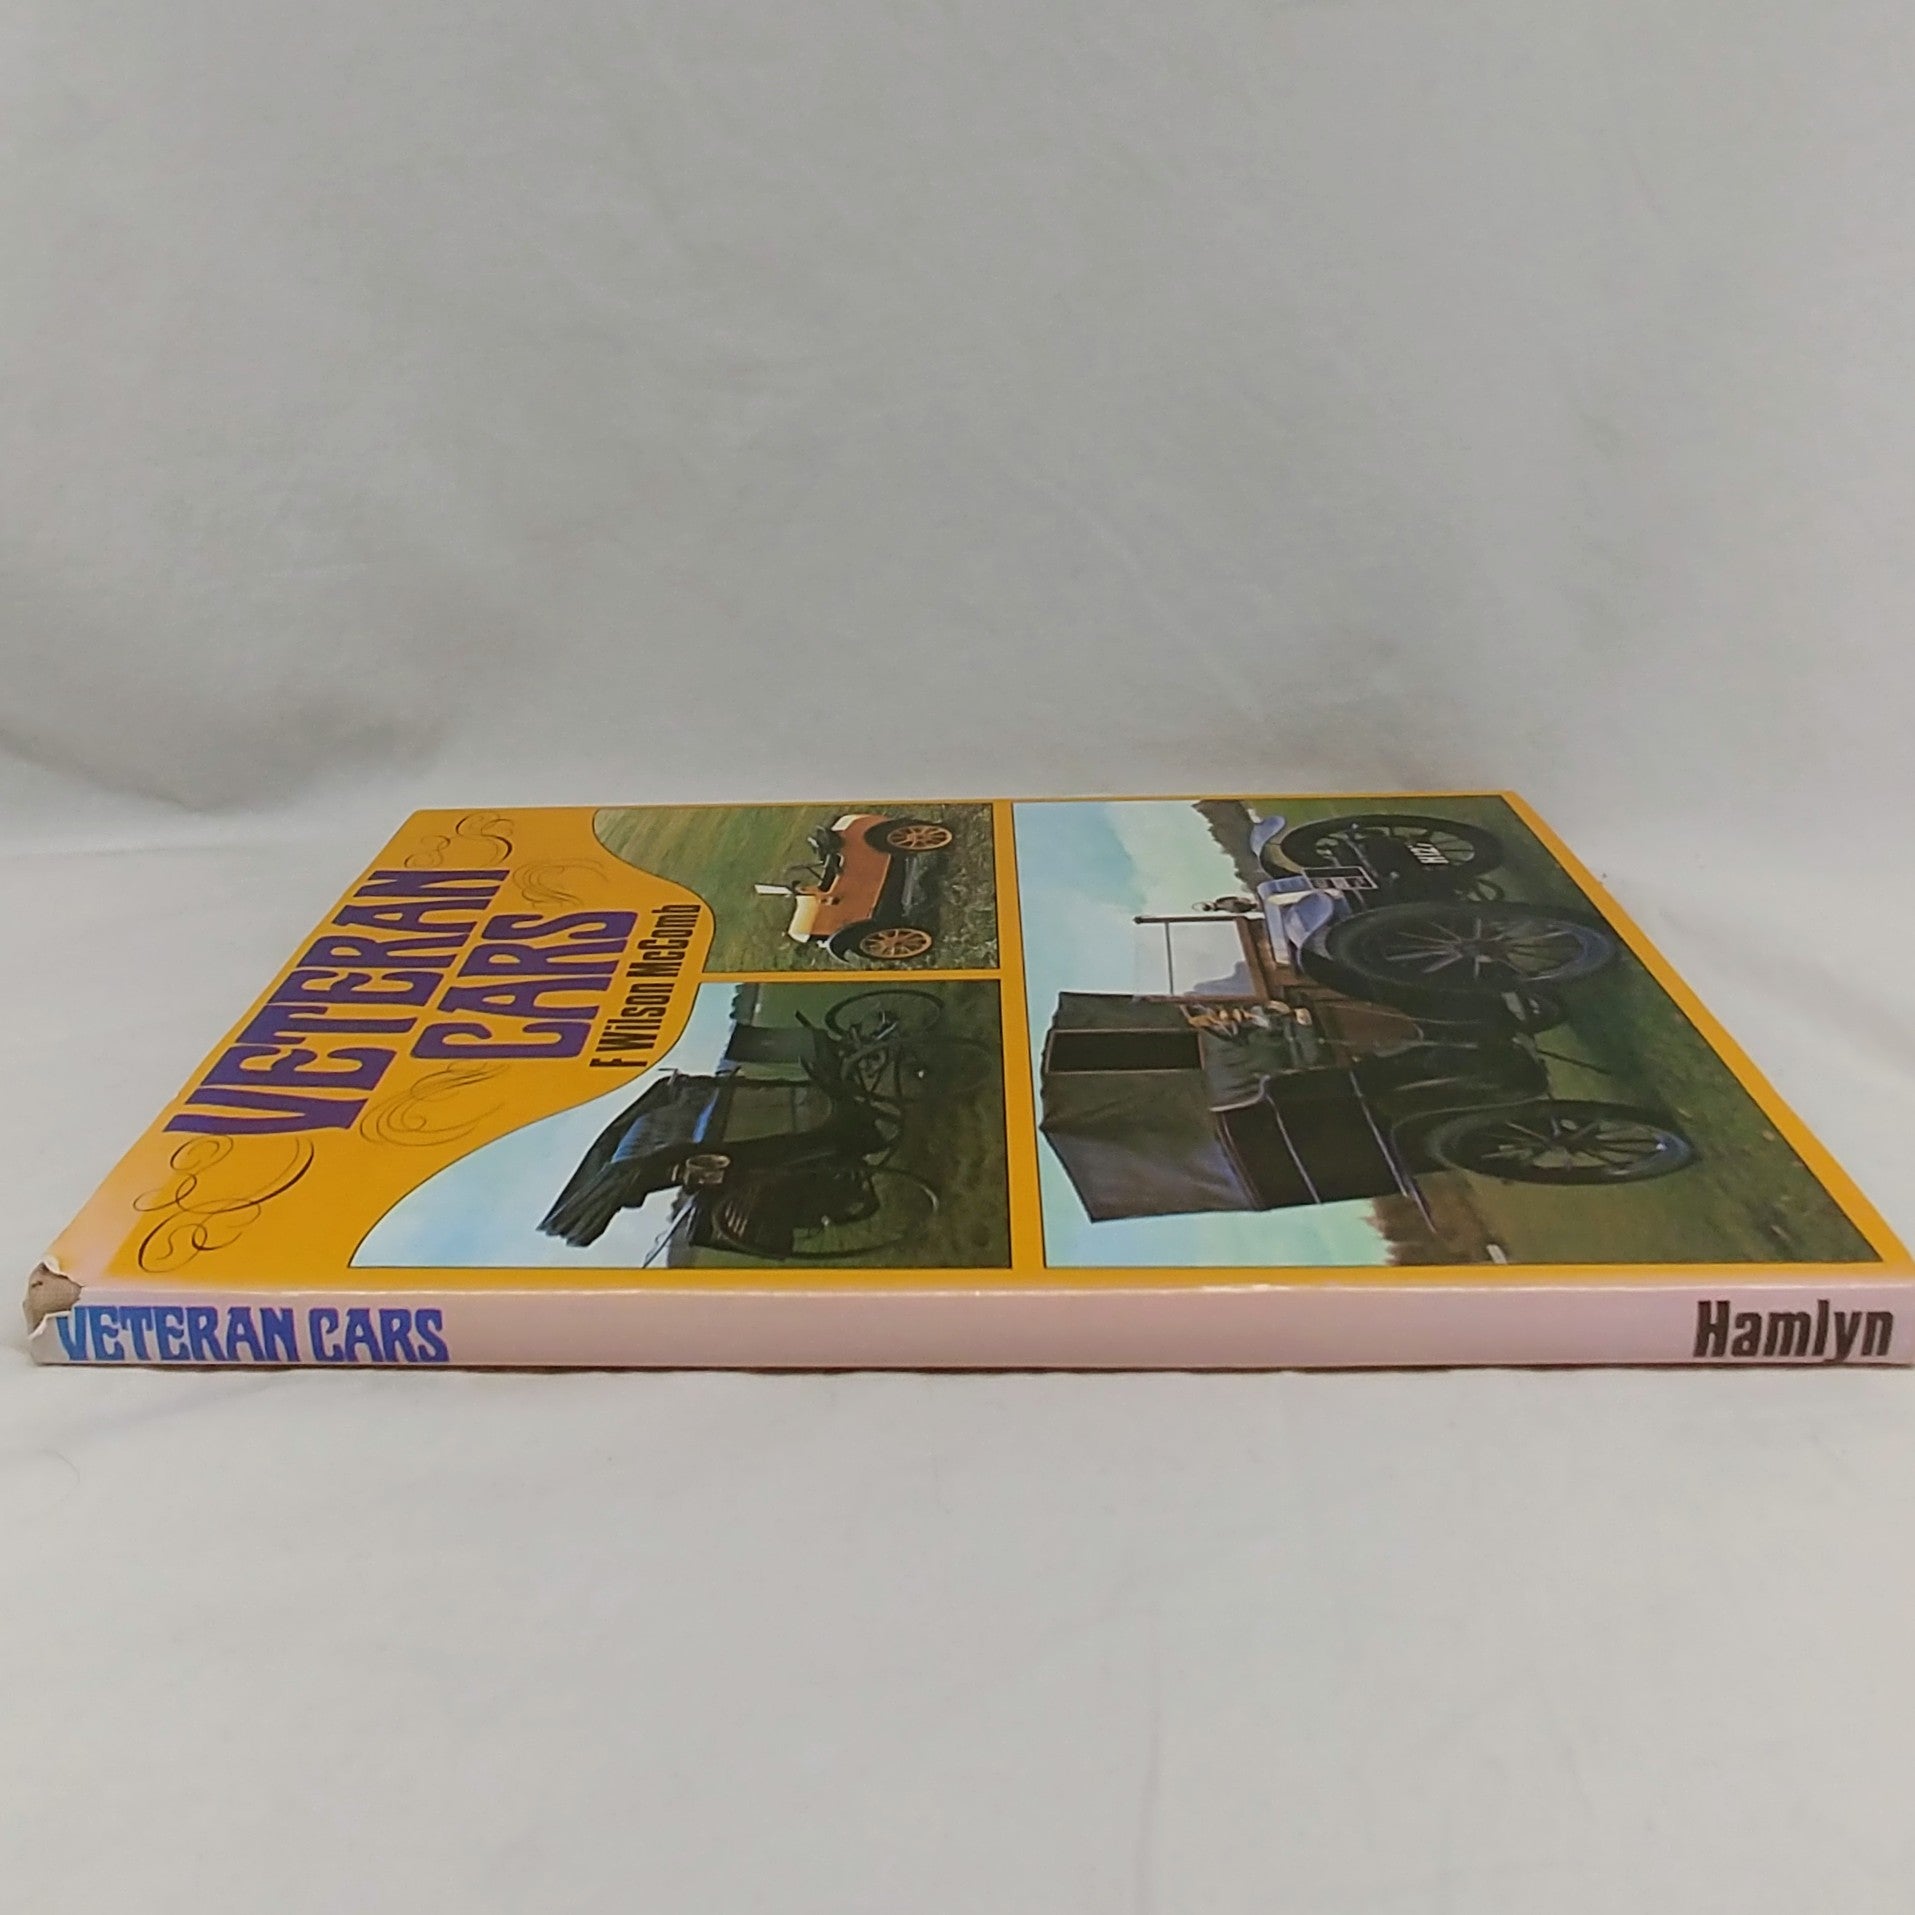 VETERAN
CARS
F Wilson McComb
VETERAN CARS
Hamlyn